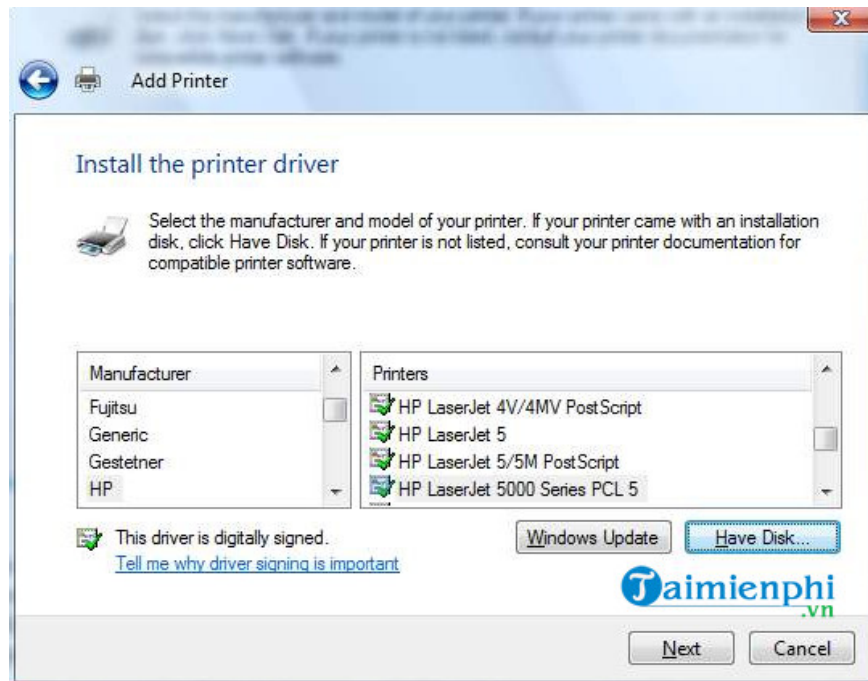 Add Printer
Install the printer driver
Select the manufacturer and model of your printer. If your printer came with an installation
disk, click Have Disk. If your printer is not listed, consult your printer documentation for
compatible printer software.
Manufacturer
Fujitsu
Generic
Gestetner
HP
Printers
HP LaserJet 4V/4MV PostScript
HP LaserJet 5
HP LaserJet 5/5M PostScript
HP LaserJet 5000 Series PCL 5
This driver is digitally signed.
Tell me why driver signing is important
Windows Update
Have Disk...
Taimienphi
.vn
Next
Cancel